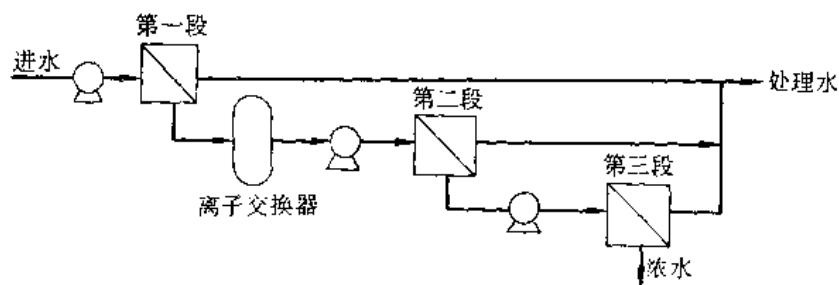 第一段
进水
处理水
第二段
第三段
离子交换器
浓水